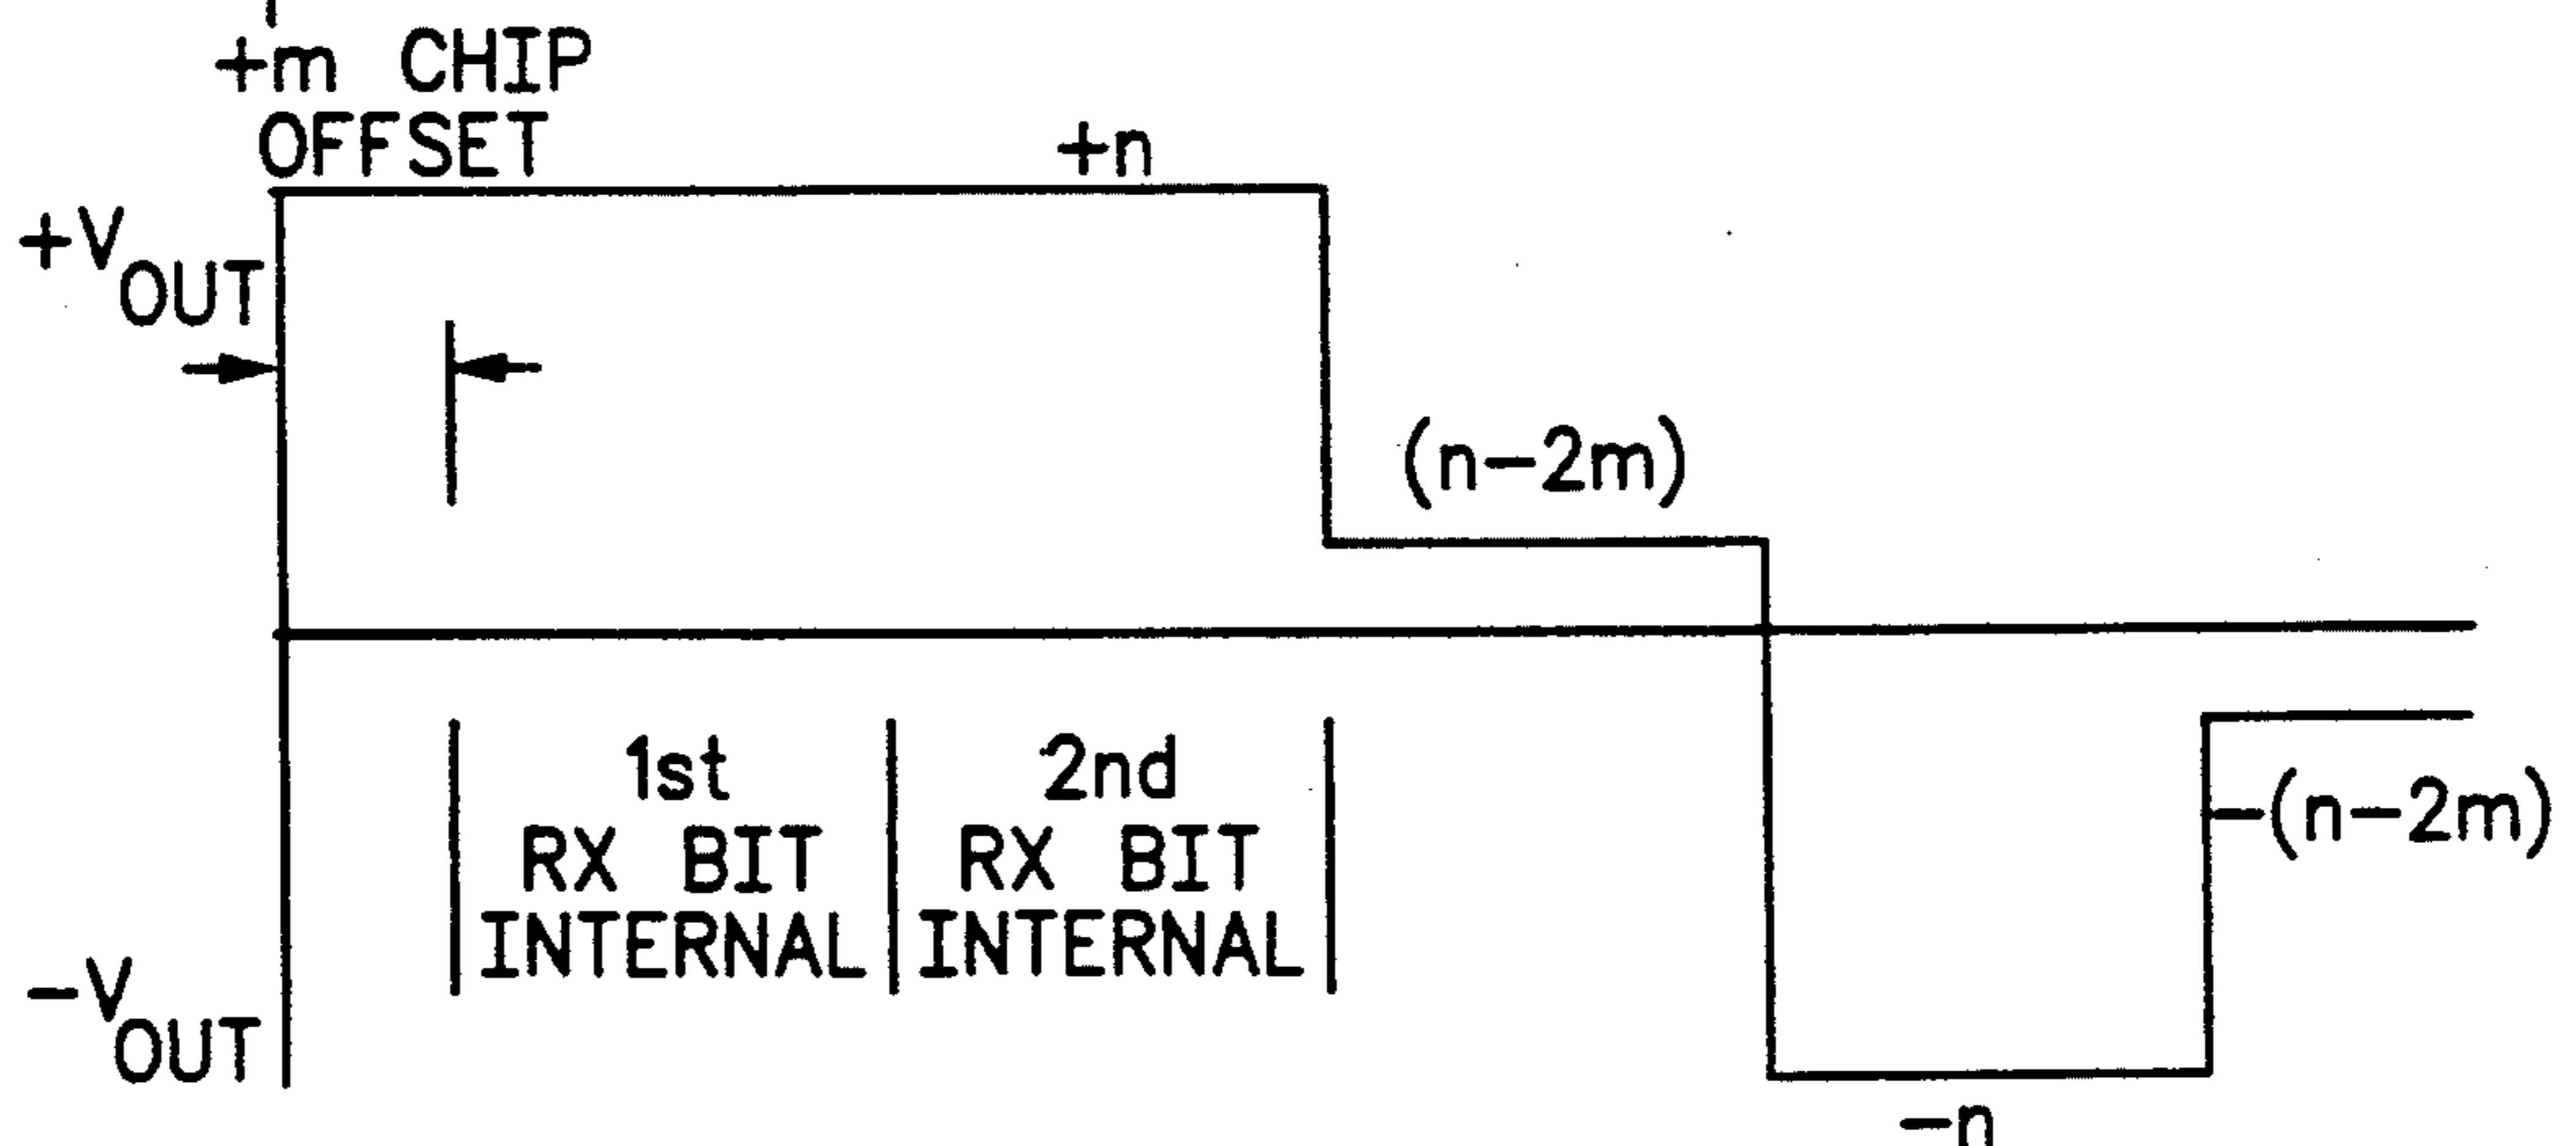 +m CHIP
OFFSET
+n
+V
OUT
(n-2m)
1st
RX BIT
INTERNAL
2nd
RX BIT
INTERNAL
-(n-2m)
-V
OUT
-n